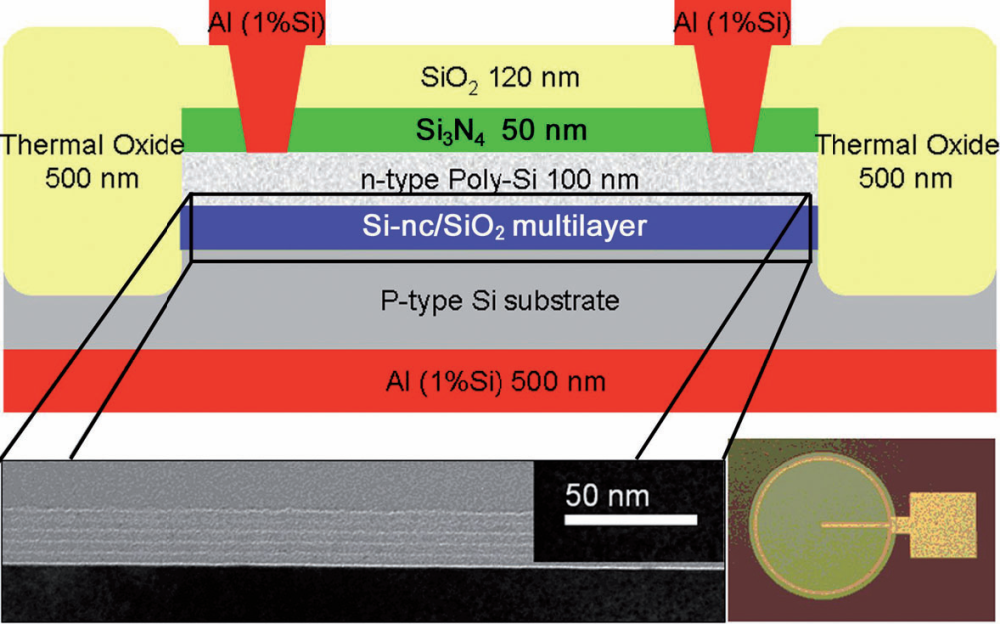 Al (1%Si) Al (1%Si)
SiO₂ 120 nm
Si₃N₄ 50 nm
Thermal Oxide
500 nm
Thermal Oxide
500 nm
n-type Poly-Si 100 nm
Si-nc/SiO₂ multilayer
P-type Si substrate
Al (1%Si) 500 nm
50 nm